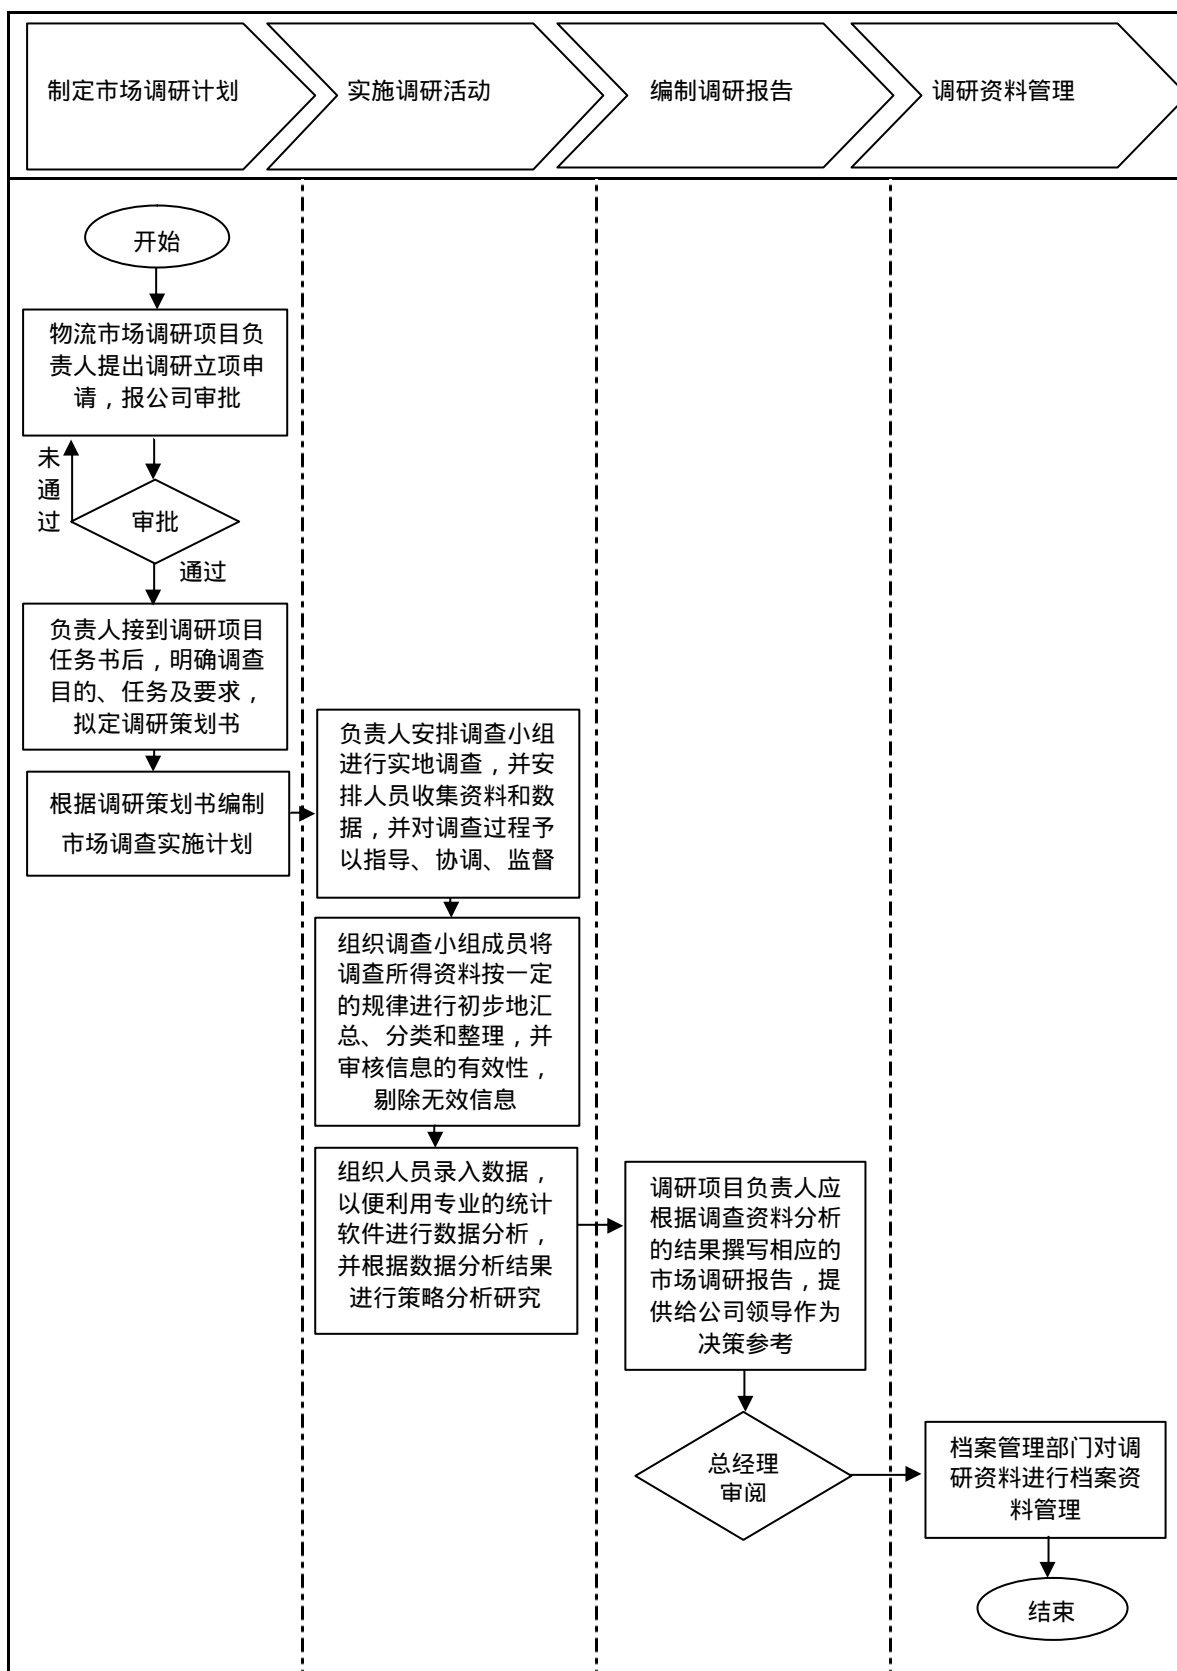 制定市场调研计划
实施调研活动
编制调研报告
调研资料管理
开始
物流市场调研项目负
责人提出调研立项申
请，报公司审批
未
通
过
审批
通过
负责人接到调研项目
任务书后，明确调查
目的、任务及要求，
拟定调研策划书
根据调研策划书编制
市场调查实施计划
负责人安排调查小组
进行实地调查，并安
排人员收集资料和数
据，并对调查过程予
以指导、协调、监督
组织调查小组成员将
调查所得资料按一定
的规律进行初步地汇
总、分类和整理，并
审核信息的有效性，
剔除无效信息
组织人员录入数据，
以便利用专业的统计
软件进行数据分析，
并根据数据分析结果
进行策略分析研究
调研项目负责人应
根据调查资料分析
的结果撰写相应的
市场调研报告，提
供给公司领导作为
决策参考
总经理
审阅
档案管理部门对调
研资料进行档案资
料管理
结束